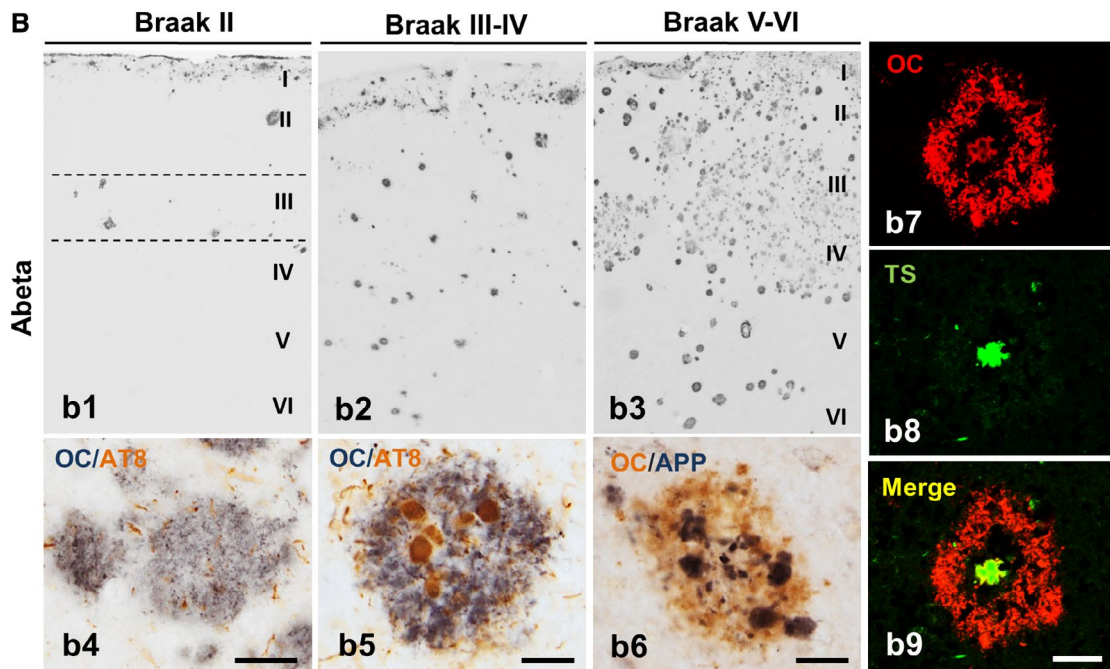 B
Braak II
Braak III-IV
Braak V-VI
Abeta
I
II
III
IV
V
VI
b1
b2
I
II
III
IV
V
VI
b3
OC/AT8
b4
OC/AT8
b5
OC/APP
b6
OC
b7
TS
b8
Merge
b9